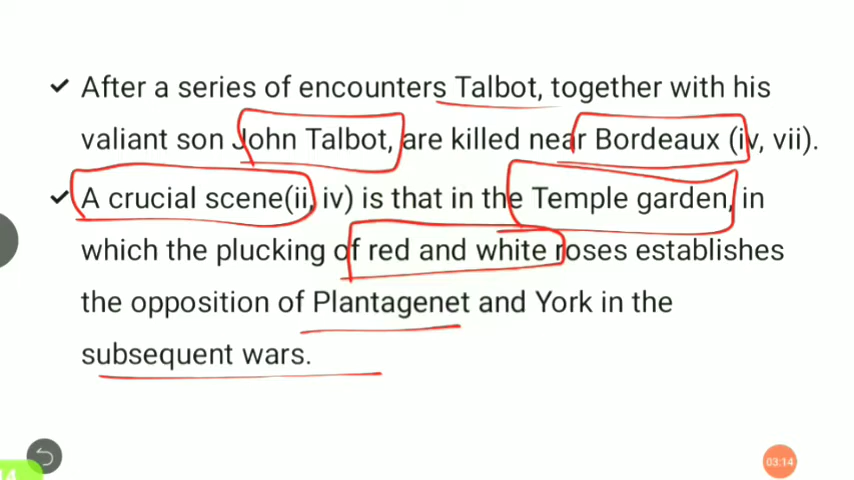 ✔ After a series of encounters Talbot, together with his
valiant son John Talbot, are killed near Bordeaux (iv, vii).
✔ A crucial scene(ii, iv) is that in the Temple garden, in
which the plucking of red and white roses establishes
the opposition of Plantagenet and York in the
subsequent wars.
03:14